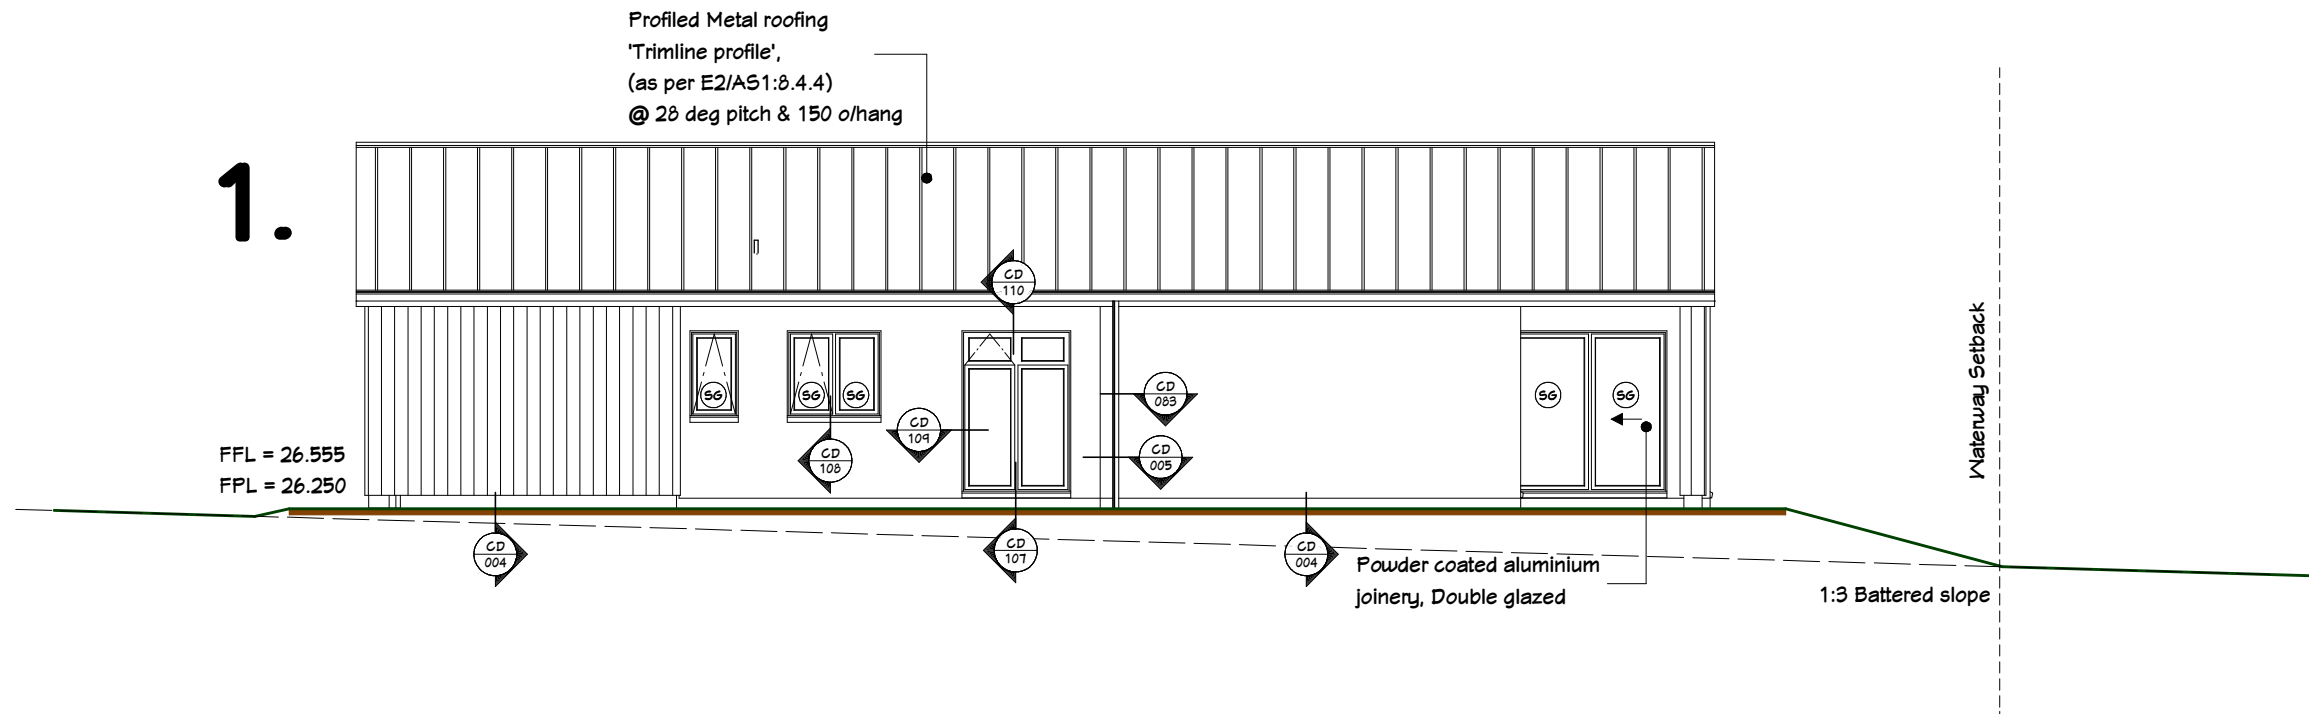 Profiled Metal roofing
'Trimline profile',
(as per E2/AS1:8.4.4)
@ 28 deg pitch & 150 o/hang
1.
CD
110
Waterway Setback
SG
SG
SG
SG
SG
CD
083
CD
109
CD
005
CD
108
FFL = 26.555
FPL = 26.250
CD
004
CD
107
CD
004
Powder coated aluminium
joinery, Double glazed
1:3 Battered slope